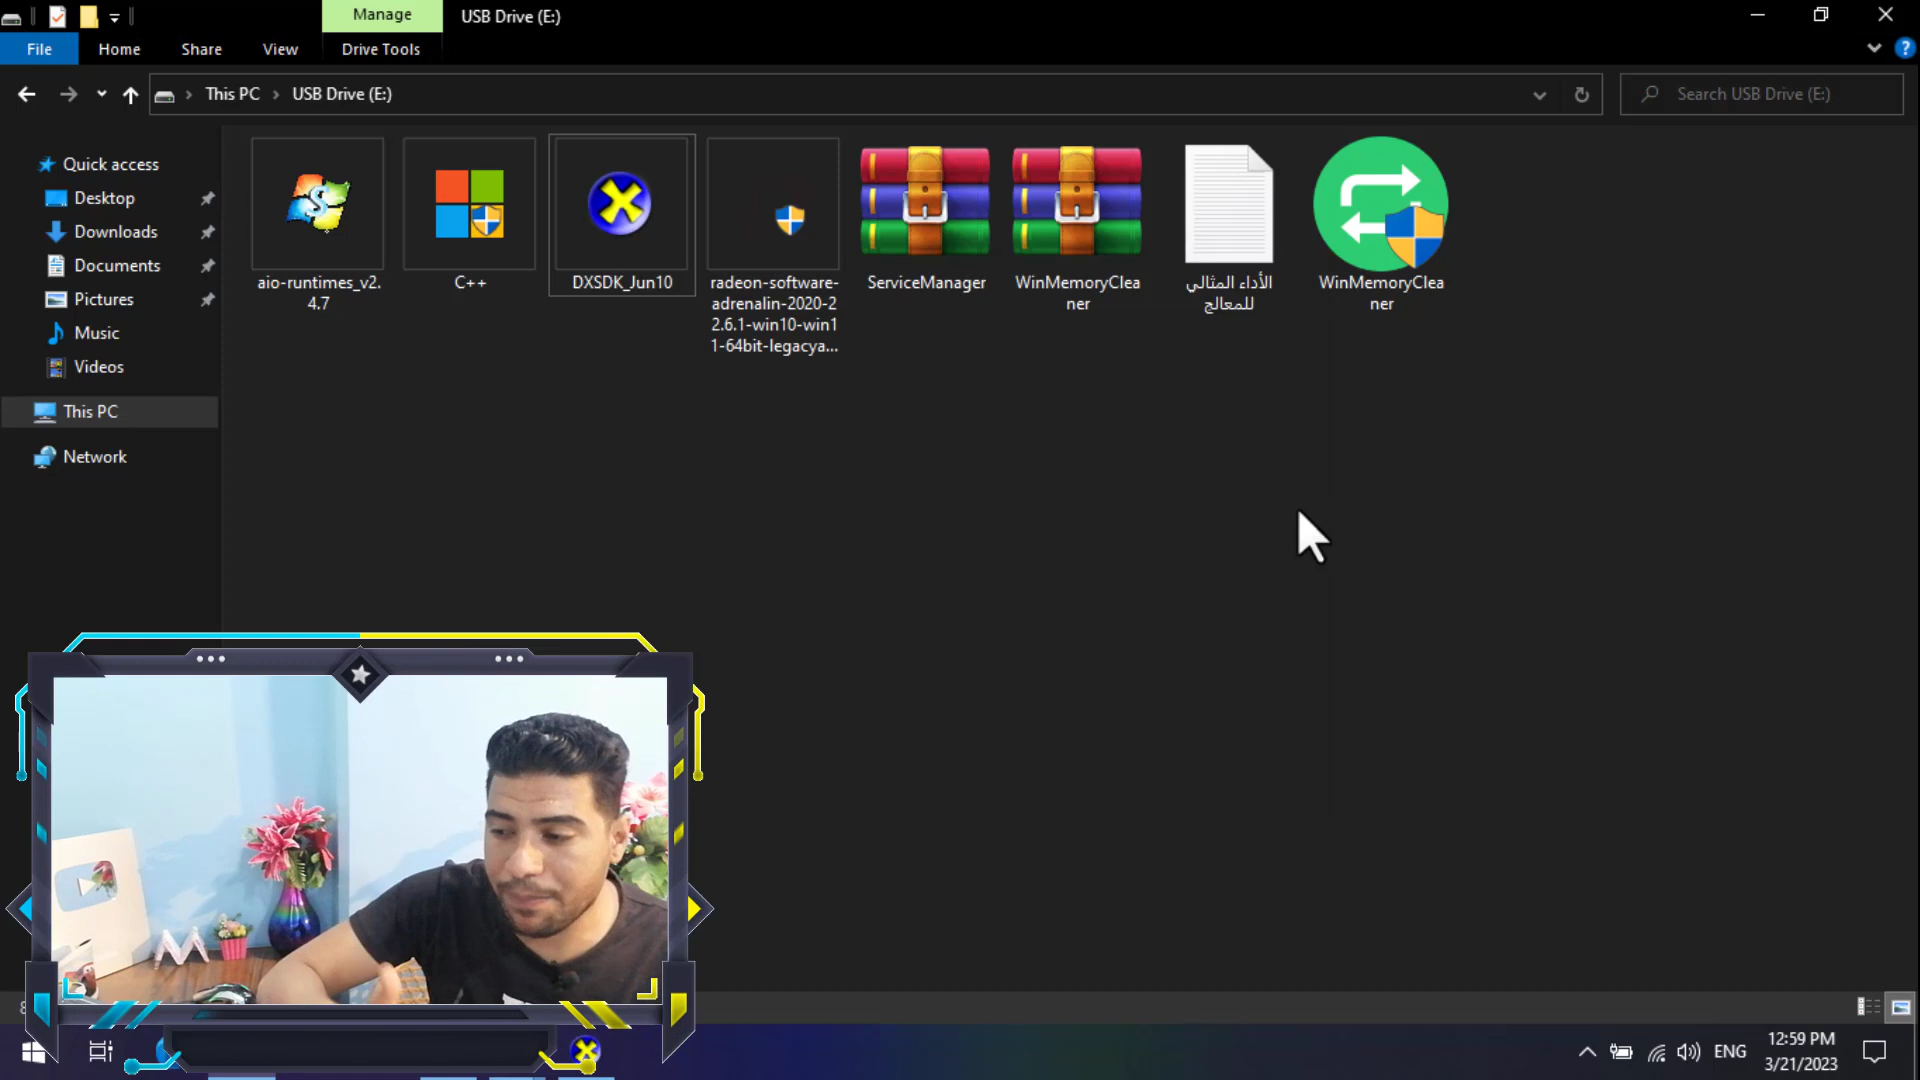 Manage
USB Drive (E:)
File
Home
Share
View
Drive Tools
This PC
USB Drive (E:)
Search USB Drive (E:)
Quick access
Desktop
Downloads
Documents
Pictures
Music
Videos
This PC
Network
aio-runtimes_v2.
4.7
C++
DXSDK_Jun10
radeon-software-
adrenalin-2020-2
2.6.1-win10-win1
1-64bit-legacya...
ServiceManager
WinMemoryClea
ner
الأداء المثالي
للمعالج
WinMemoryClea
ner
ENG
12:59 PM
3/21/2023